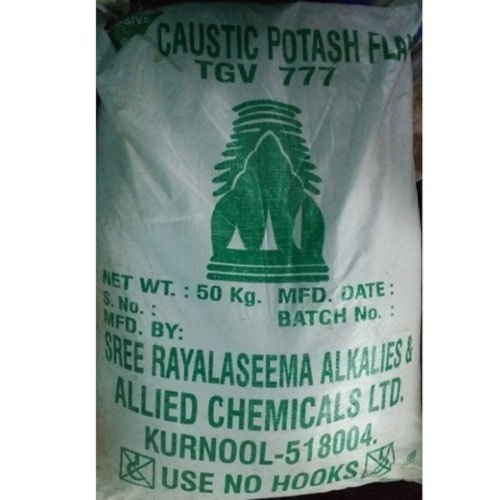 CAUSTIC POTASH FLA
TGV 777
NET WT. : 50 Kg. MFD. DATE :
S. No. : BATCH No. :
MFD. BY:
SREE RAYALASEEMA ALKALIES &
ALLIED CHEMICALS LTD.
KURNOOL-518004.
USE NO HOOKS